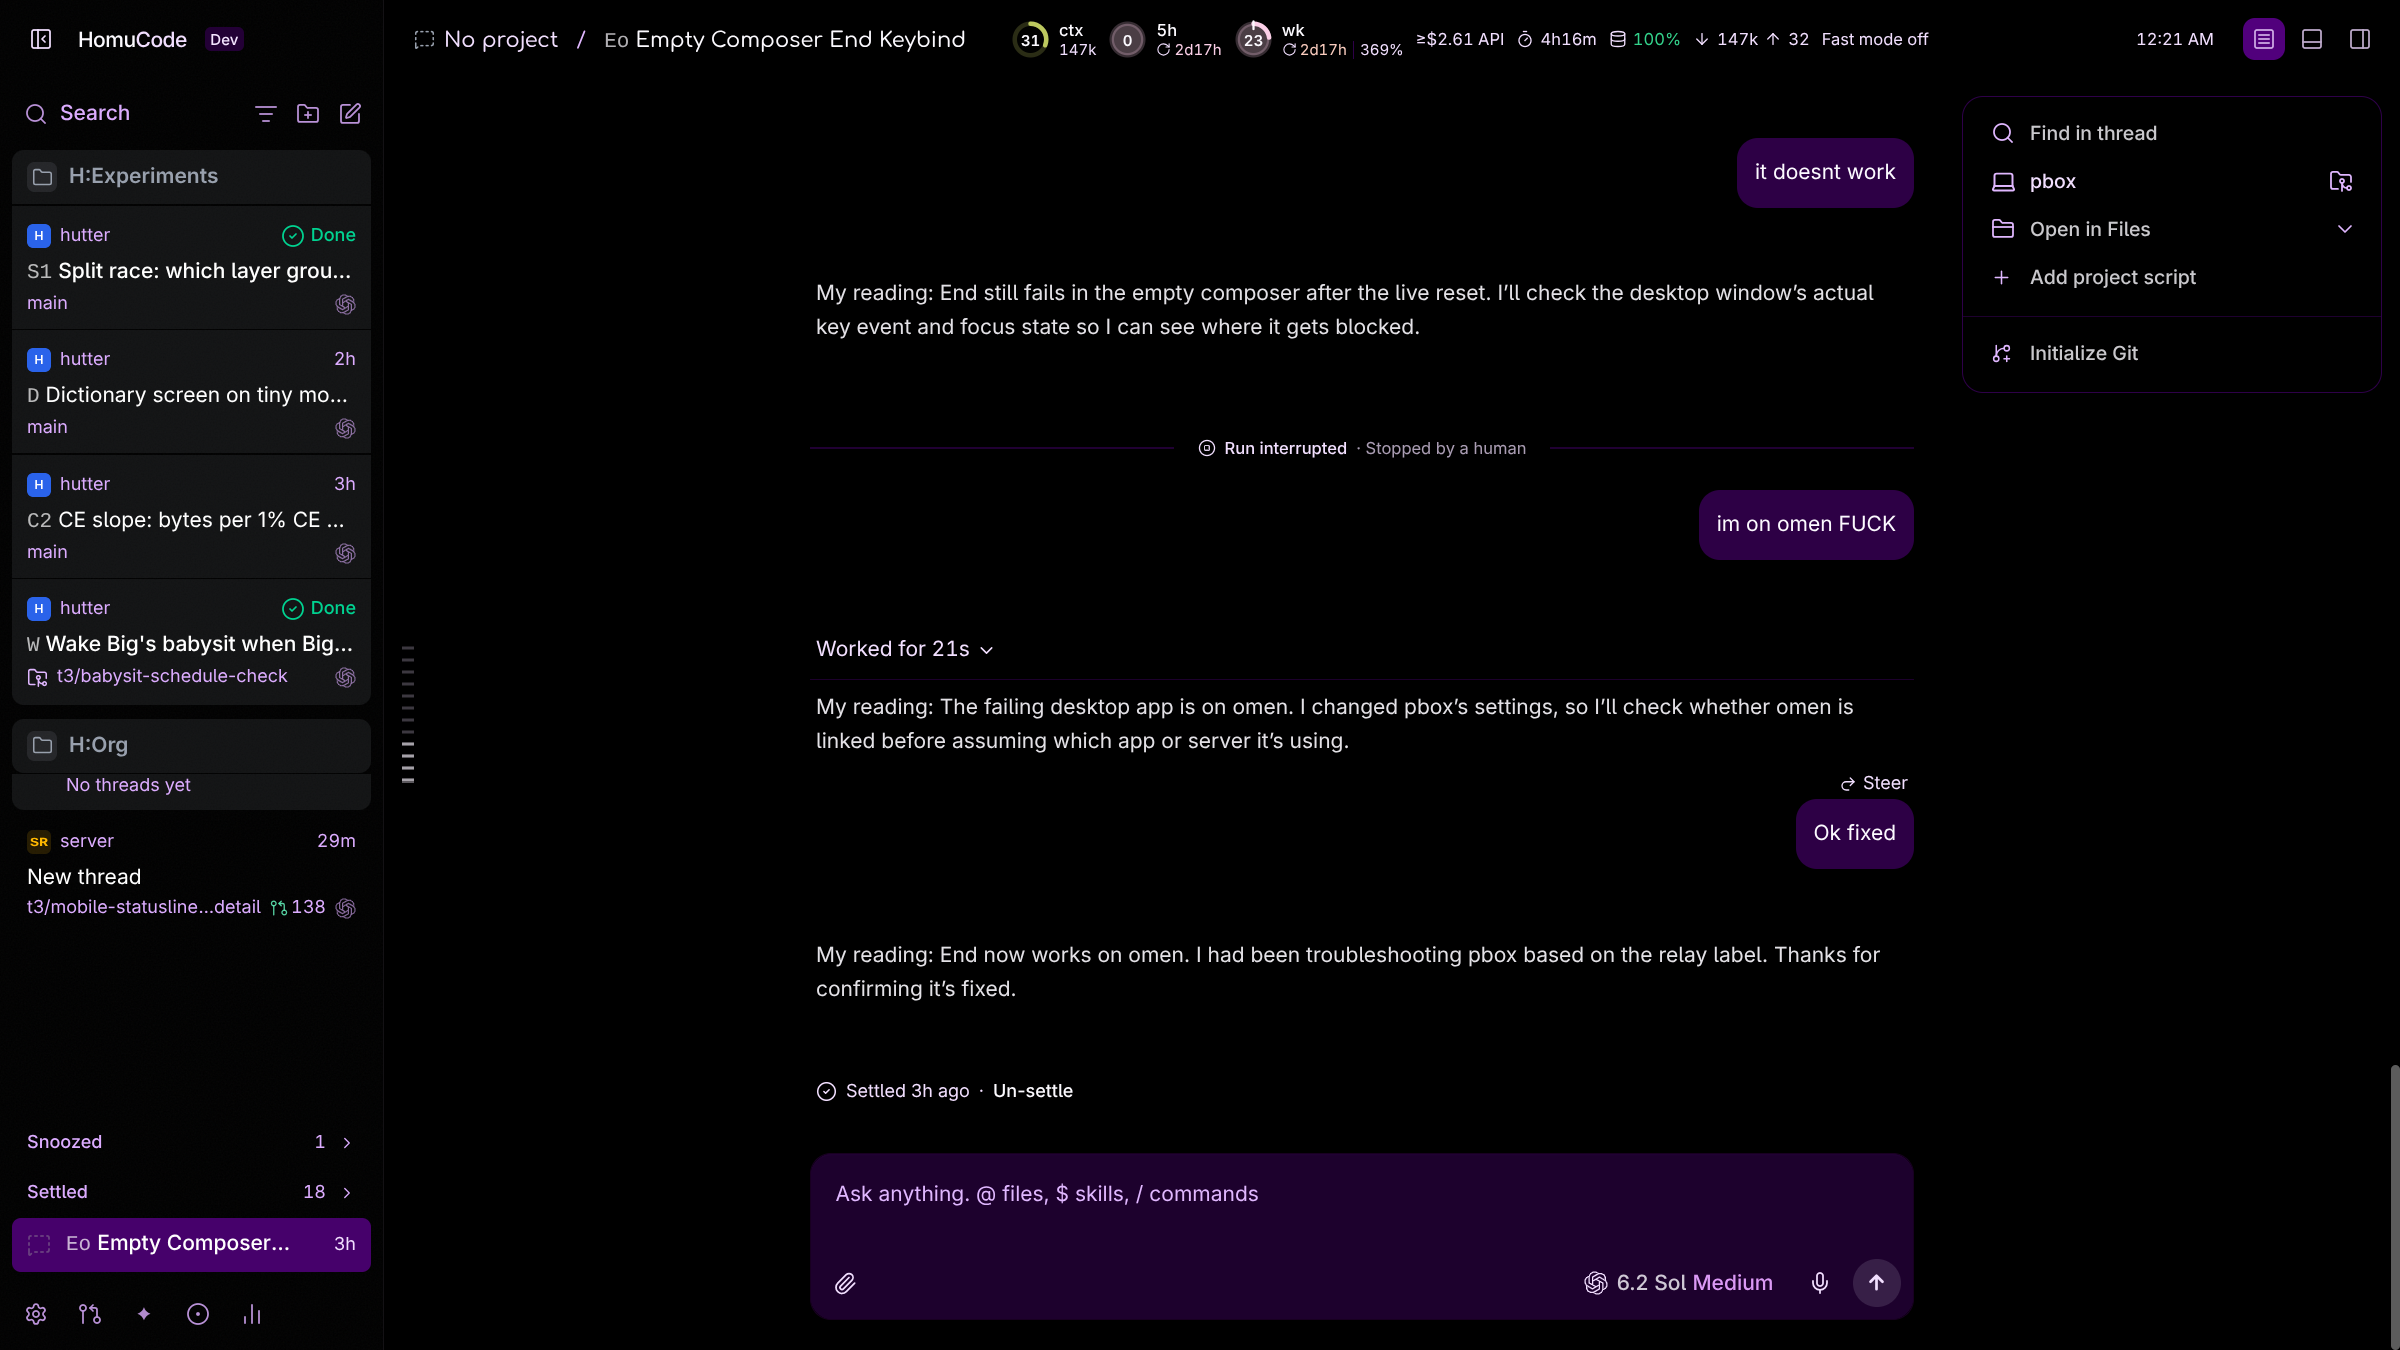 HomuCode Dev
No project / Eo Empty Composer End Keybind
31 ctx 147k
0 5h 2d17h
23 wk 2d17h 369%
≥$2.61 API 4h16m 100% ↓ 147k ↑ 32 Fast mode off
12:21 AM
Search
H:Experiments
H hutter Done
S1 Split race: which layer grou...
main
H hutter 2h
D Dictionary screen on tiny mo...
main
H hutter 3h
C2 CE slope: bytes per 1% CE ...
main
H hutter Done
W Wake Big's babysit when Big...
t3/babysit-schedule-check
H:Org
No threads yet
SR server 29m
New thread
t3/mobile-statusline...detail 138
Snoozed 1
Settled 18
Eo Empty Composer... 3h
it doesnt work
My reading: End still fails in the empty composer after the live reset. I’ll check the desktop window’s actual
key event and focus state so I can see where it gets blocked.
Run interrupted · Stopped by a human
im on omen FUCK
Worked for 21s
My reading: The failing desktop app is on omen. I changed pbox’s settings, so I’ll check whether omen is
linked before assuming which app or server it’s using.
Steer
Ok fixed
My reading: End now works on omen. I had been troubleshooting pbox based on the relay label. Thanks for
confirming it’s fixed.
Settled 3h ago · Un-settle
Ask anything. @ files, $ skills, / commands
6.2 Sol Medium
Find in thread
pbox
Open in Files
Add project script
Initialize Git